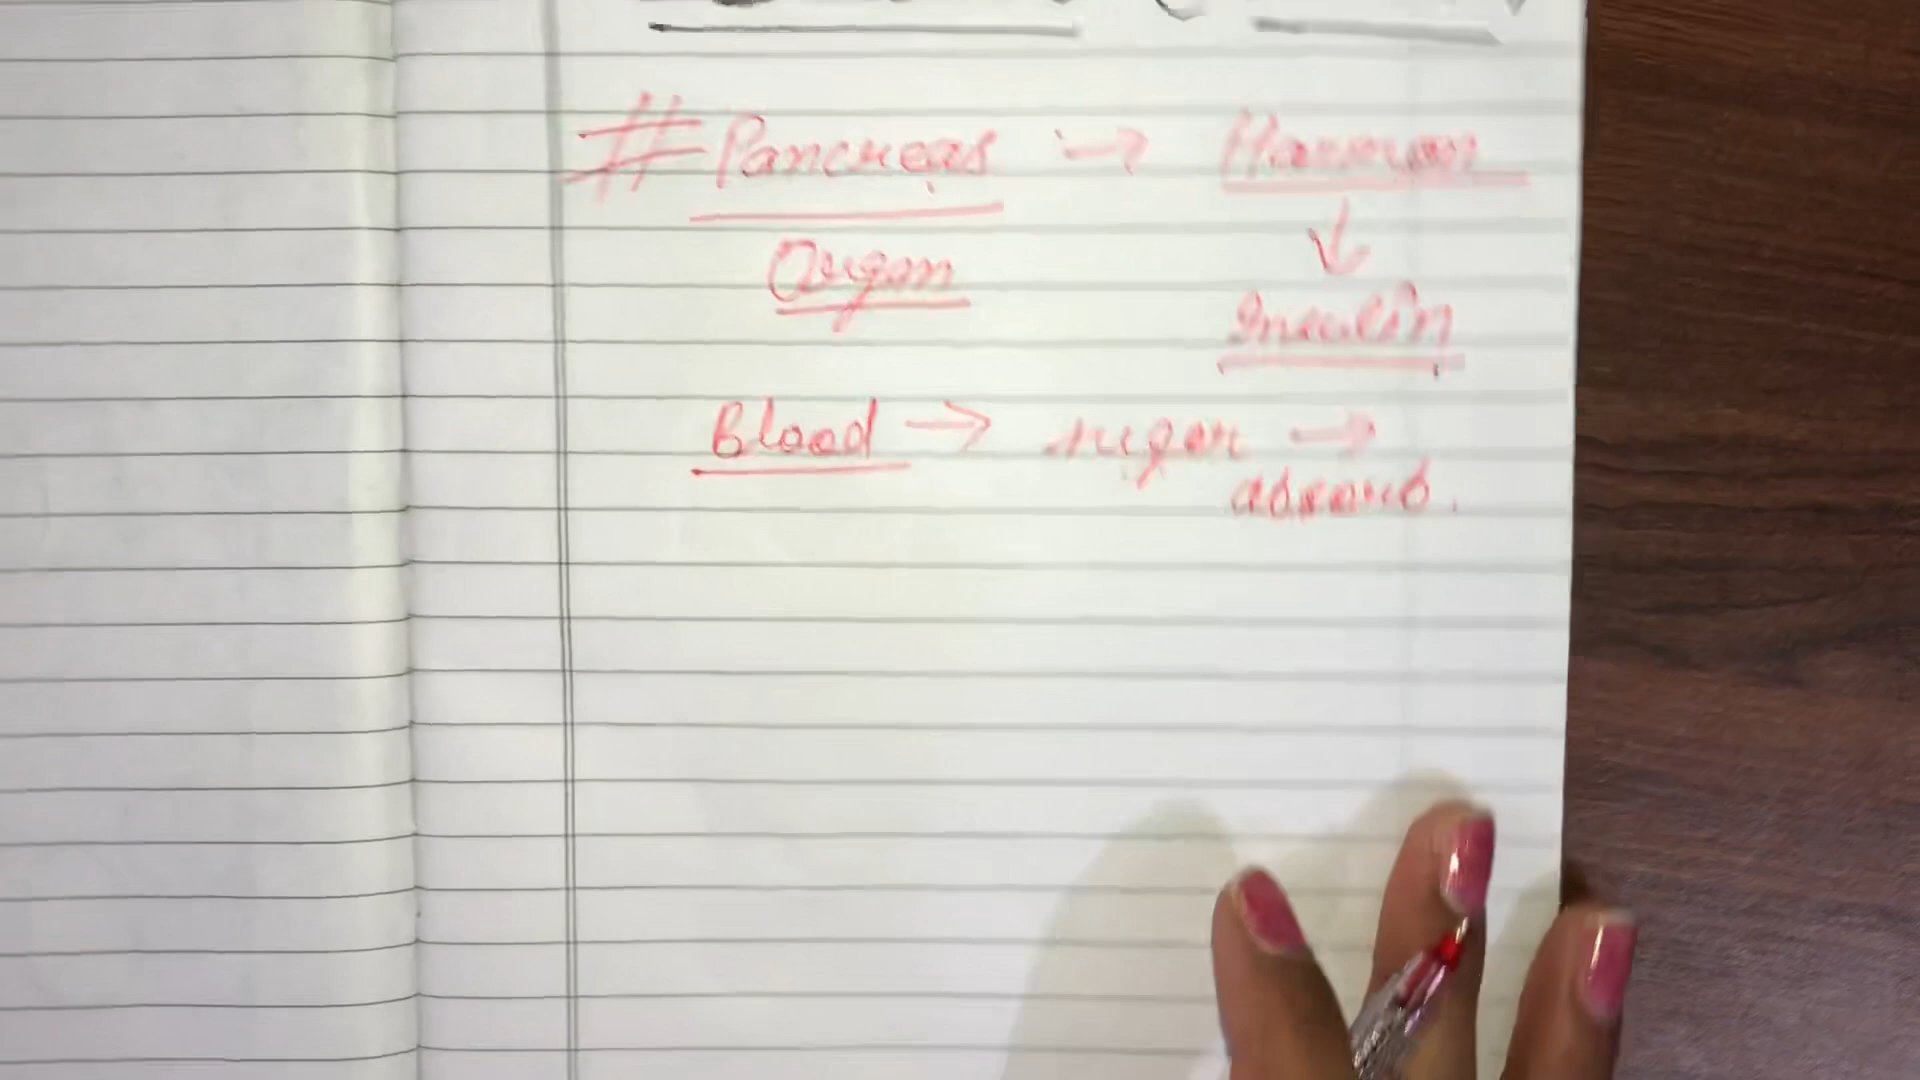 # Pancreas → Harmon
Organ ↓
Insulin
Blood → sugar →
absorb.